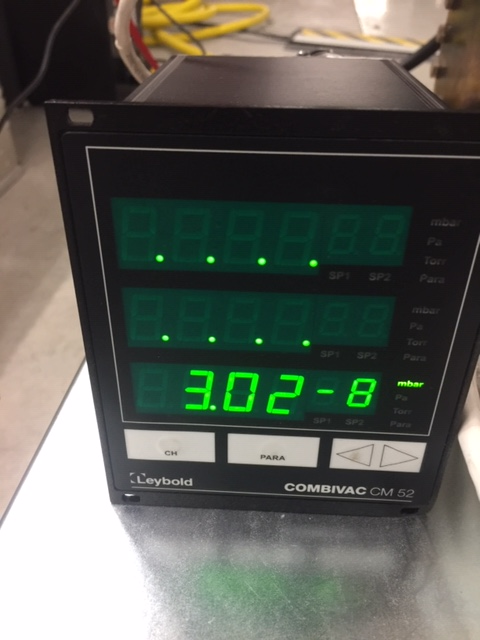 mbar
Pa
Torr
Para
SP1 SP2
mbar
Pa
Torr
Para
SP1 SP2
3.02-8
mbar
Pa
Torr
Para
SP1 SP2
CH
PARA
Leybold
COMBIVAC CM 52